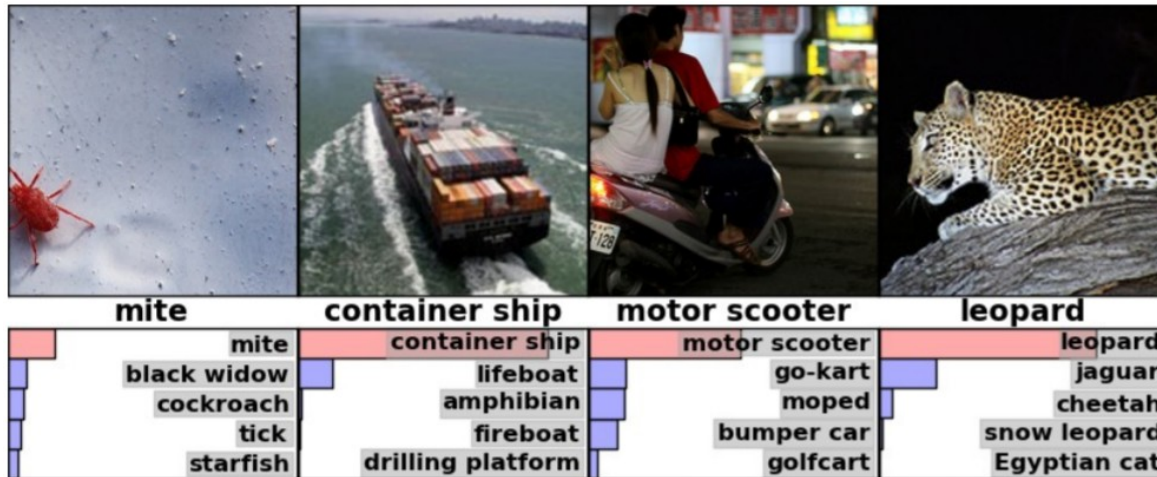 mite
container ship
motor scooter
leopard
mite
black widow
cockroach
tick
starfish
container ship
lifeboat
amphibian
fireboat
drilling platform
motor scooter
go-kart
moped
bumper car
golfcart
leopard
jaguar
cheetah
snow leopard
Egyptian cat